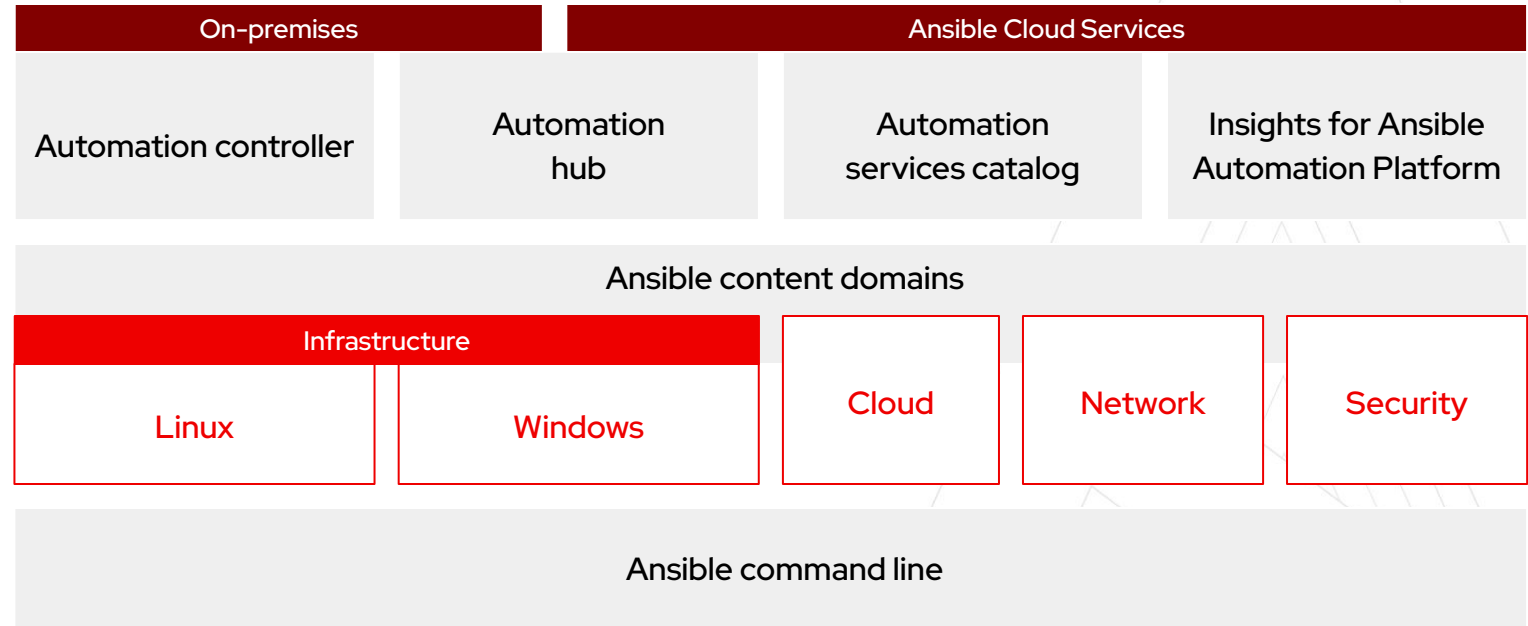 On-premises
Ansible Cloud Services
Automation controller
Automation
hub
Automation
services catalog
Insights for Ansible
Automation Platform
Ansible content domains
Infrastructure
Linux
Windows
Cloud
Network
Security
Ansible command line